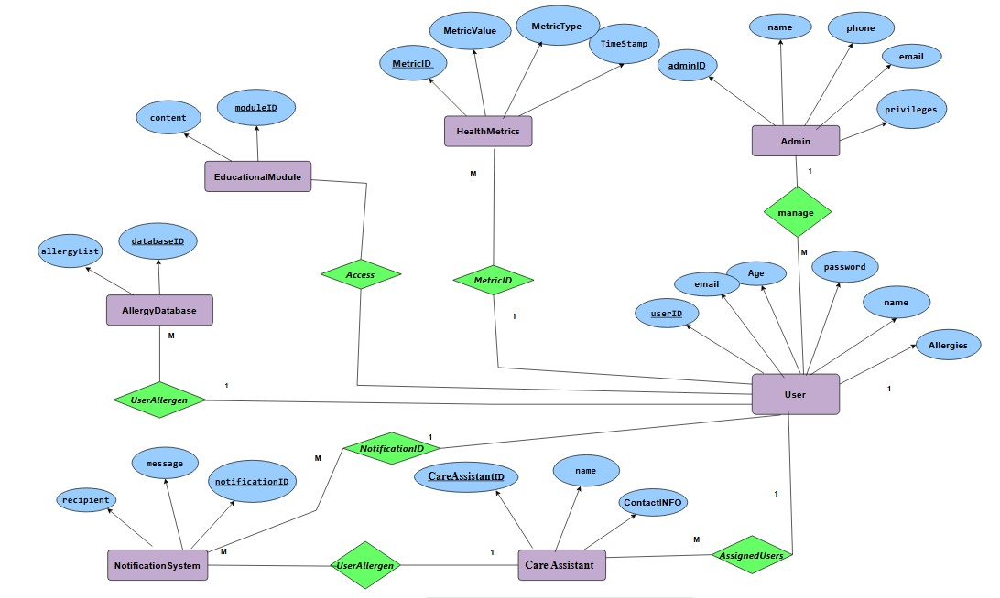 MetricValue
MetricType
TimeStamp
MetricID
name
phone
email
adminID
privileges
content
moduleID
HealthMetrics
Admin
EducationalModule
M
1
manage
allergyList
databaseID
M
Access
MetricID
email
Age
password
name
userID
AllergyDatabase
M
1
Allergies
UserAllergen
1
User
1
NotificationID
1
M
message
notificationID
recipient
CareAssistantID
name
ContactINFO
1
NotificationSystem
M
UserAllergen
1
Care Assistant
M
AssignedUsers